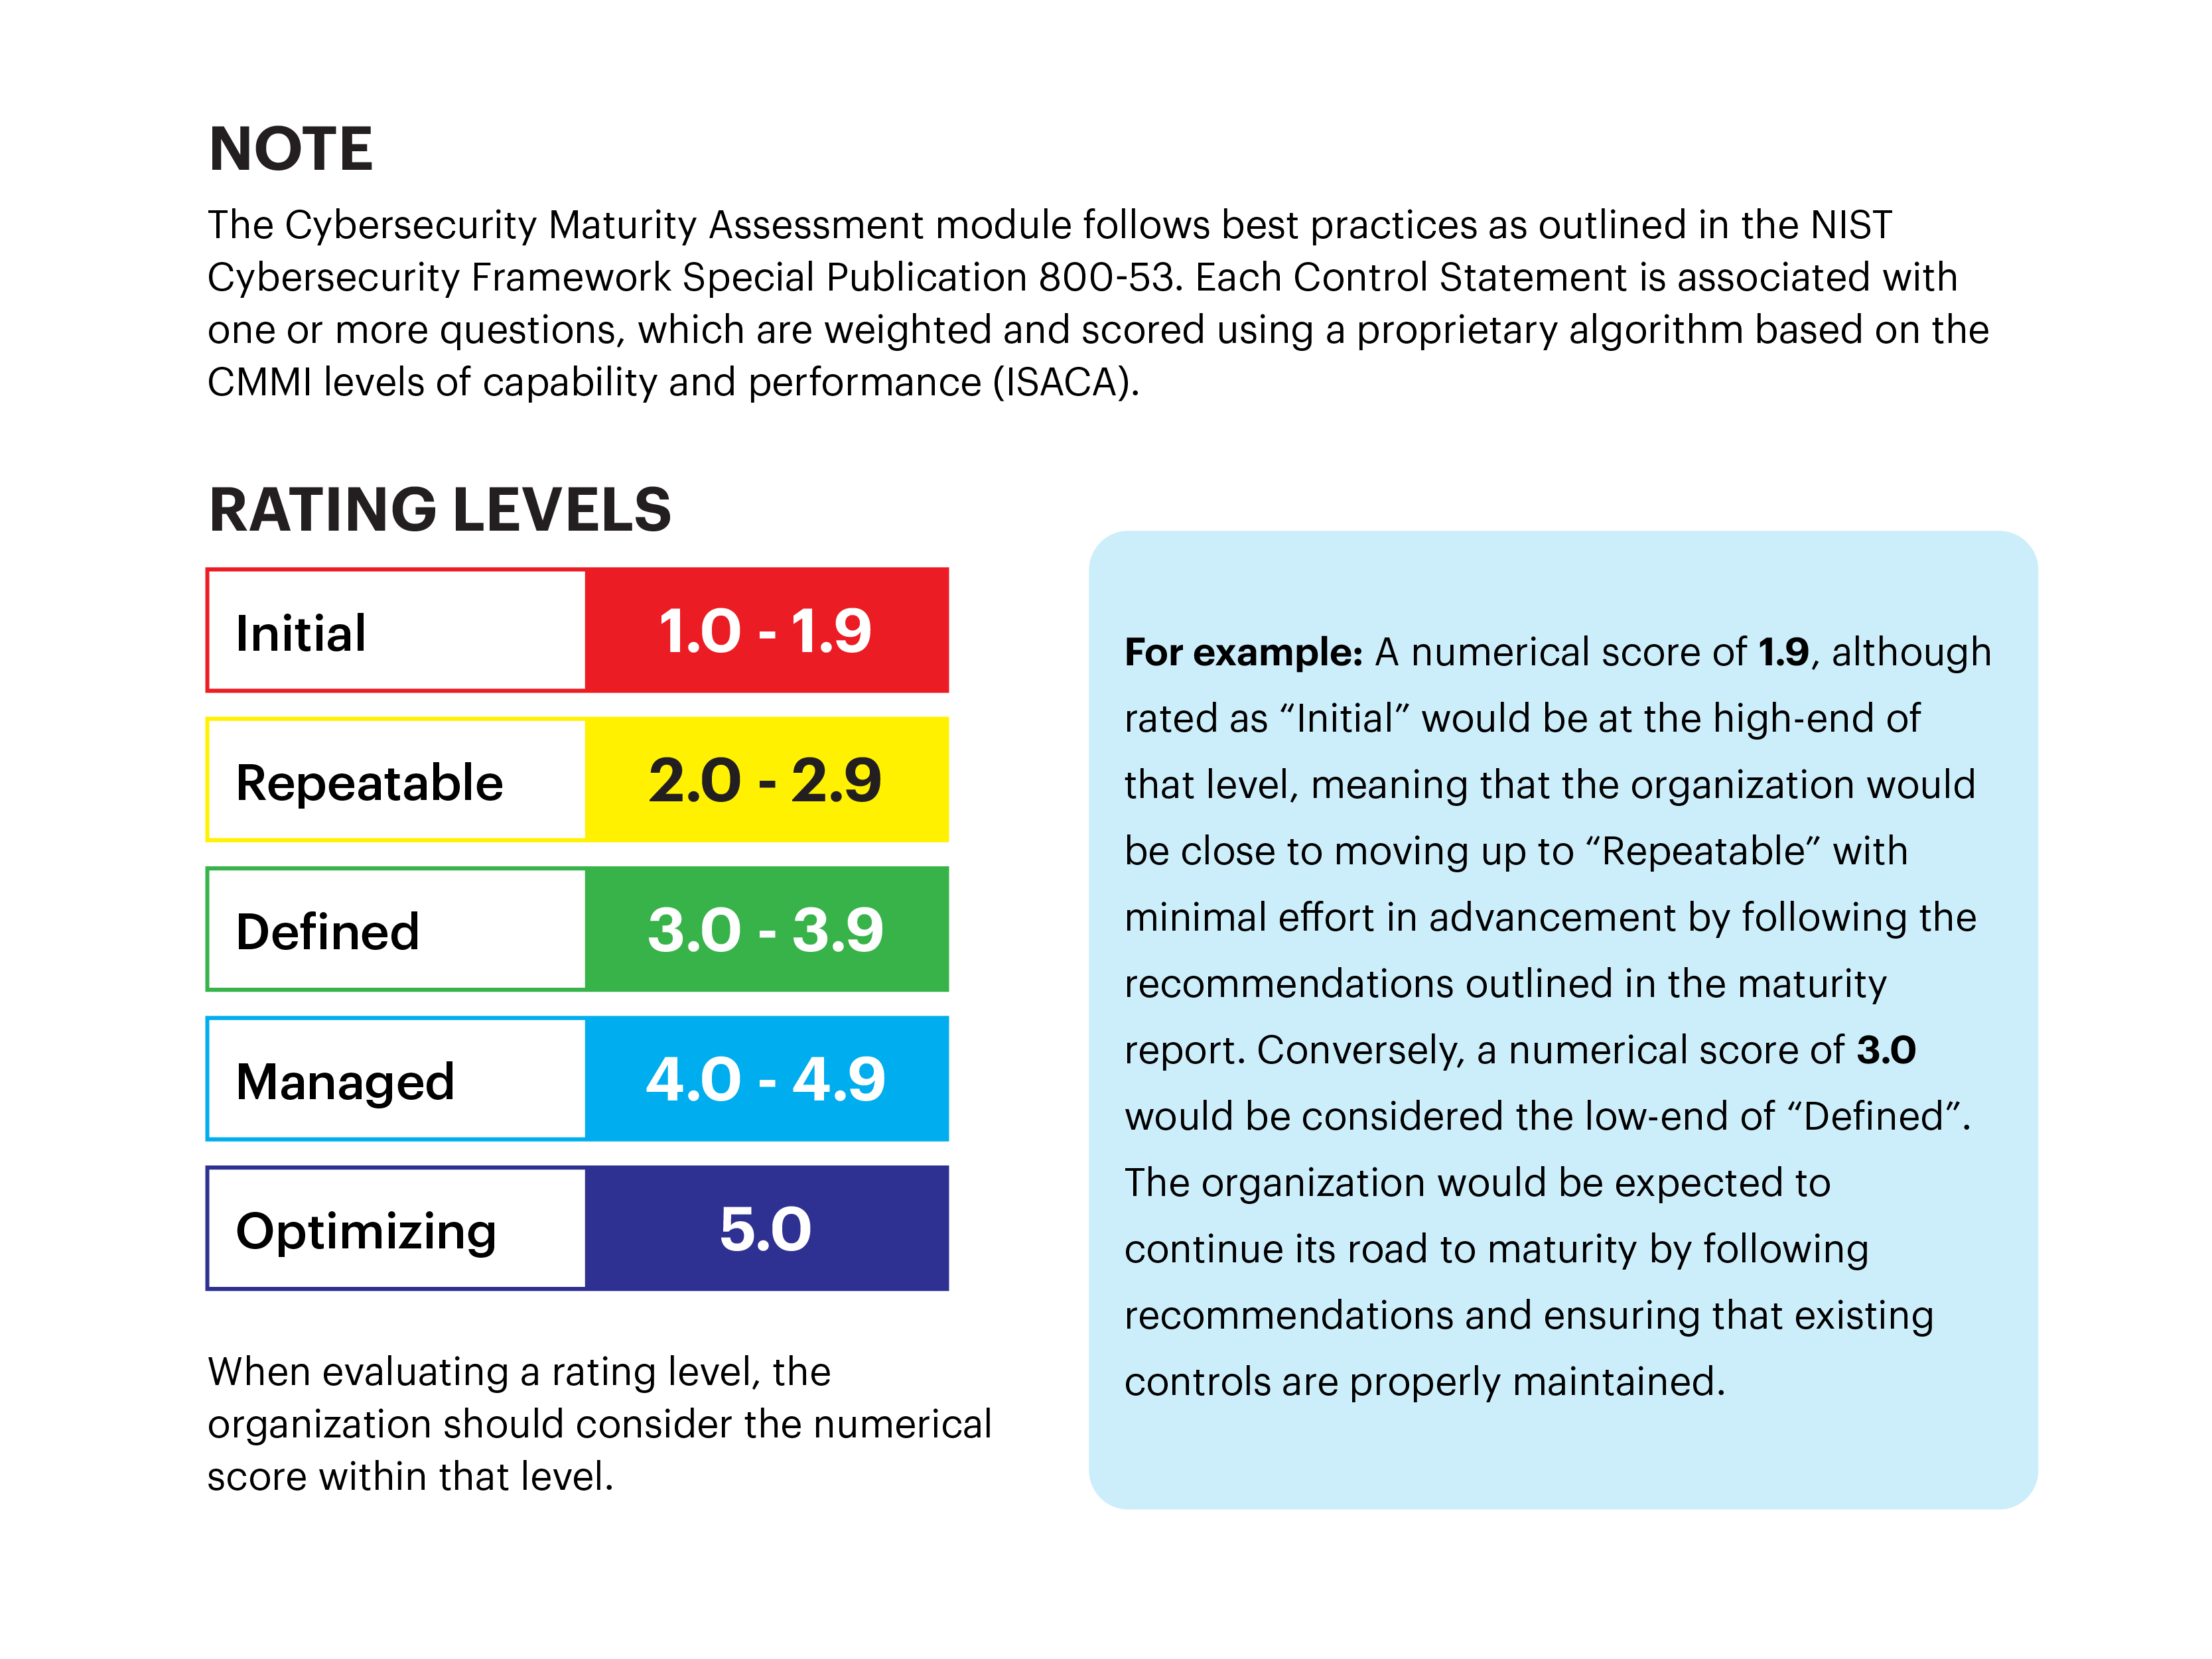 NOTE
The Cybersecurity Maturity Assessment module follows best practices as outlined in the NIST
Cybersecurity Framework Special Publication 800-53. Each Control Statement is associated with
one or more questions, which are weighted and scored using a proprietary algorithm based on the
CMMI levels of capability and performance (ISACA).
RATING LEVELS
Initial 1.0 - 1.9
Repeatable 2.0 - 2.9
Defined 3.0 - 3.9
Managed 4.0 - 4.9
Optimizing 5.0
When evaluating a rating level, the
organization should consider the numerical
score within that level.
For example: A numerical score of 1.9, although
rated as “Initial” would be at the high-end of
that level, meaning that the organization would
be close to moving up to “Repeatable” with
minimal effort in advancement by following the
recommendations outlined in the maturity
report. Conversely, a numerical score of 3.0
would be considered the low-end of “Defined”.
The organization would be expected to
continue its road to maturity by following
recommendations and ensuring that existing
controls are properly maintained.